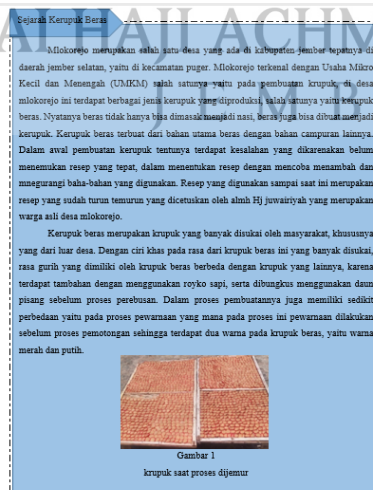 Sejarah Kerupuk Beras
AI HAJI ACHM
Mlokorejo merupakan salah satu desa yang ada di kabupaten jember tepatnya di
daerah jember selatan, yaitu di kecamatan puger. Mlokorejo terkenal dengan Usaha Mikro
Kecil dan Menengah (UMKM) salah satunya yaitu pada pembuatan krupuk, di desa
mlokorejo ini terdapat berbagai jenis kerupuk yang diproduksi, salah satunya yaitu kerupuk
beras. Nyatanya beras tidak hanya bisa dimasak menjadi nasi, beras juga bisa dibuat menjadi
kerupuk. Kerupuk beras terbuat dari bahan utama beras dengan bahan campuran lainnya.
Dalam awal pembuatan kerupuk tentunya terdapat kesalahan yang dikarenakan belum
menemukan resep yang tepat, dalam menentukan resep dengan mencoba menambah dan
mnegurangi baha-bahan yang digunakan. Resep yang digunakan sampai saat ini merupakan
resep yang sudah turun temurun yang dicetuskan oleh almh Hj juwairiyah yang merupakan
warga asli desa mlokorejo.
Kerupuk beras merupakan krupuk yang banyak disukai oleh masyarakat, khususnya
yang dari luar desa. Dengan ciri khas pada rasa dari krupuk beras ini yang banyak disukai,
rasa gurih yang dimiliki oleh krupuk beras berbeda dengan krupuk yang lainnya, karena
terdapat tambahan dengan menggunakan royko sapi, serta dibungkus menggunakan daun
pisang sebelum proses perebusan. Dalam proses pembuatannya juga memiliki sedikit
perbedaan yaitu pada proses pewarnaan yang mana pada proses ini pewarnaan dilakukan
sebelum proses pemotongan sehingga terdapat dua warna pada krupuk beras, yaitu warna
merah dan putih.
Gambar 1
krupuk saat proses dijemur